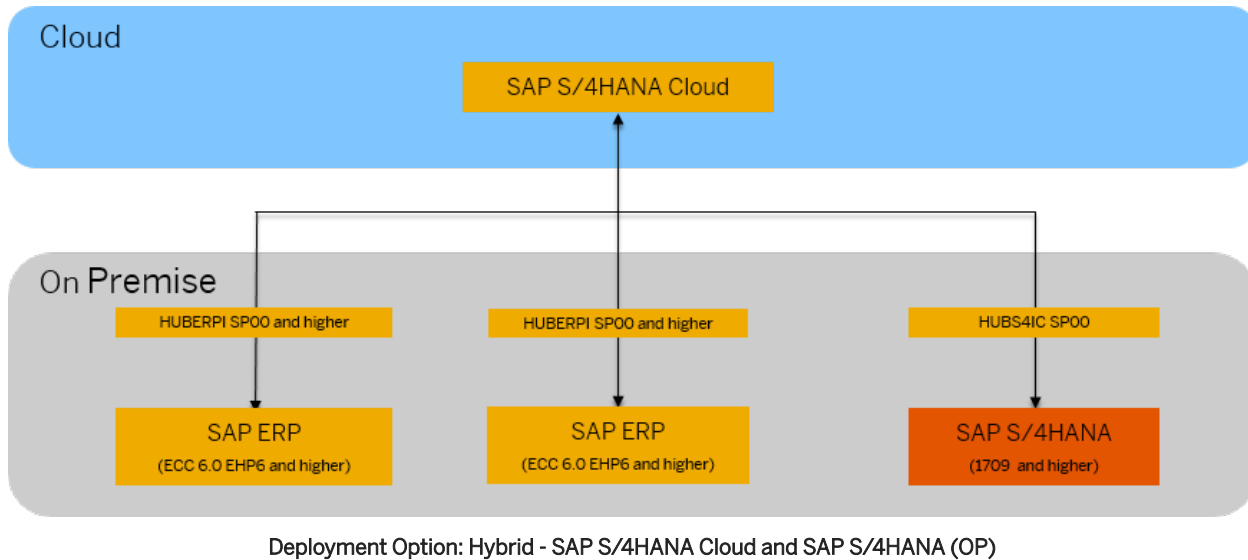 Cloud
SAP S/4HANA Cloud
On Premise
HUBERPI SP00 and higher
HUBERPI SP00 and higher
HUBS4IC SP00
SAP ERP
(ECC 6.0 EHP6 and higher)
SAP ERP
(ECC 6.0 EHP6 and higher)
SAP S/4HANA
(1709 and higher)
Deployment Option: Hybrid - SAP S/4HANA Cloud and SAP S/4HANA (OP)